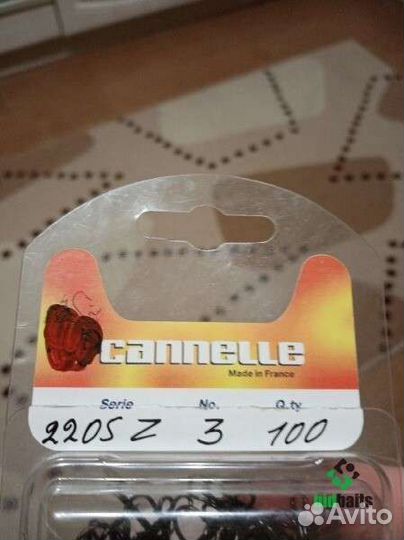 cannelle
Made in France
Serie No. Q.ty
2205 Z 3 100
Avito